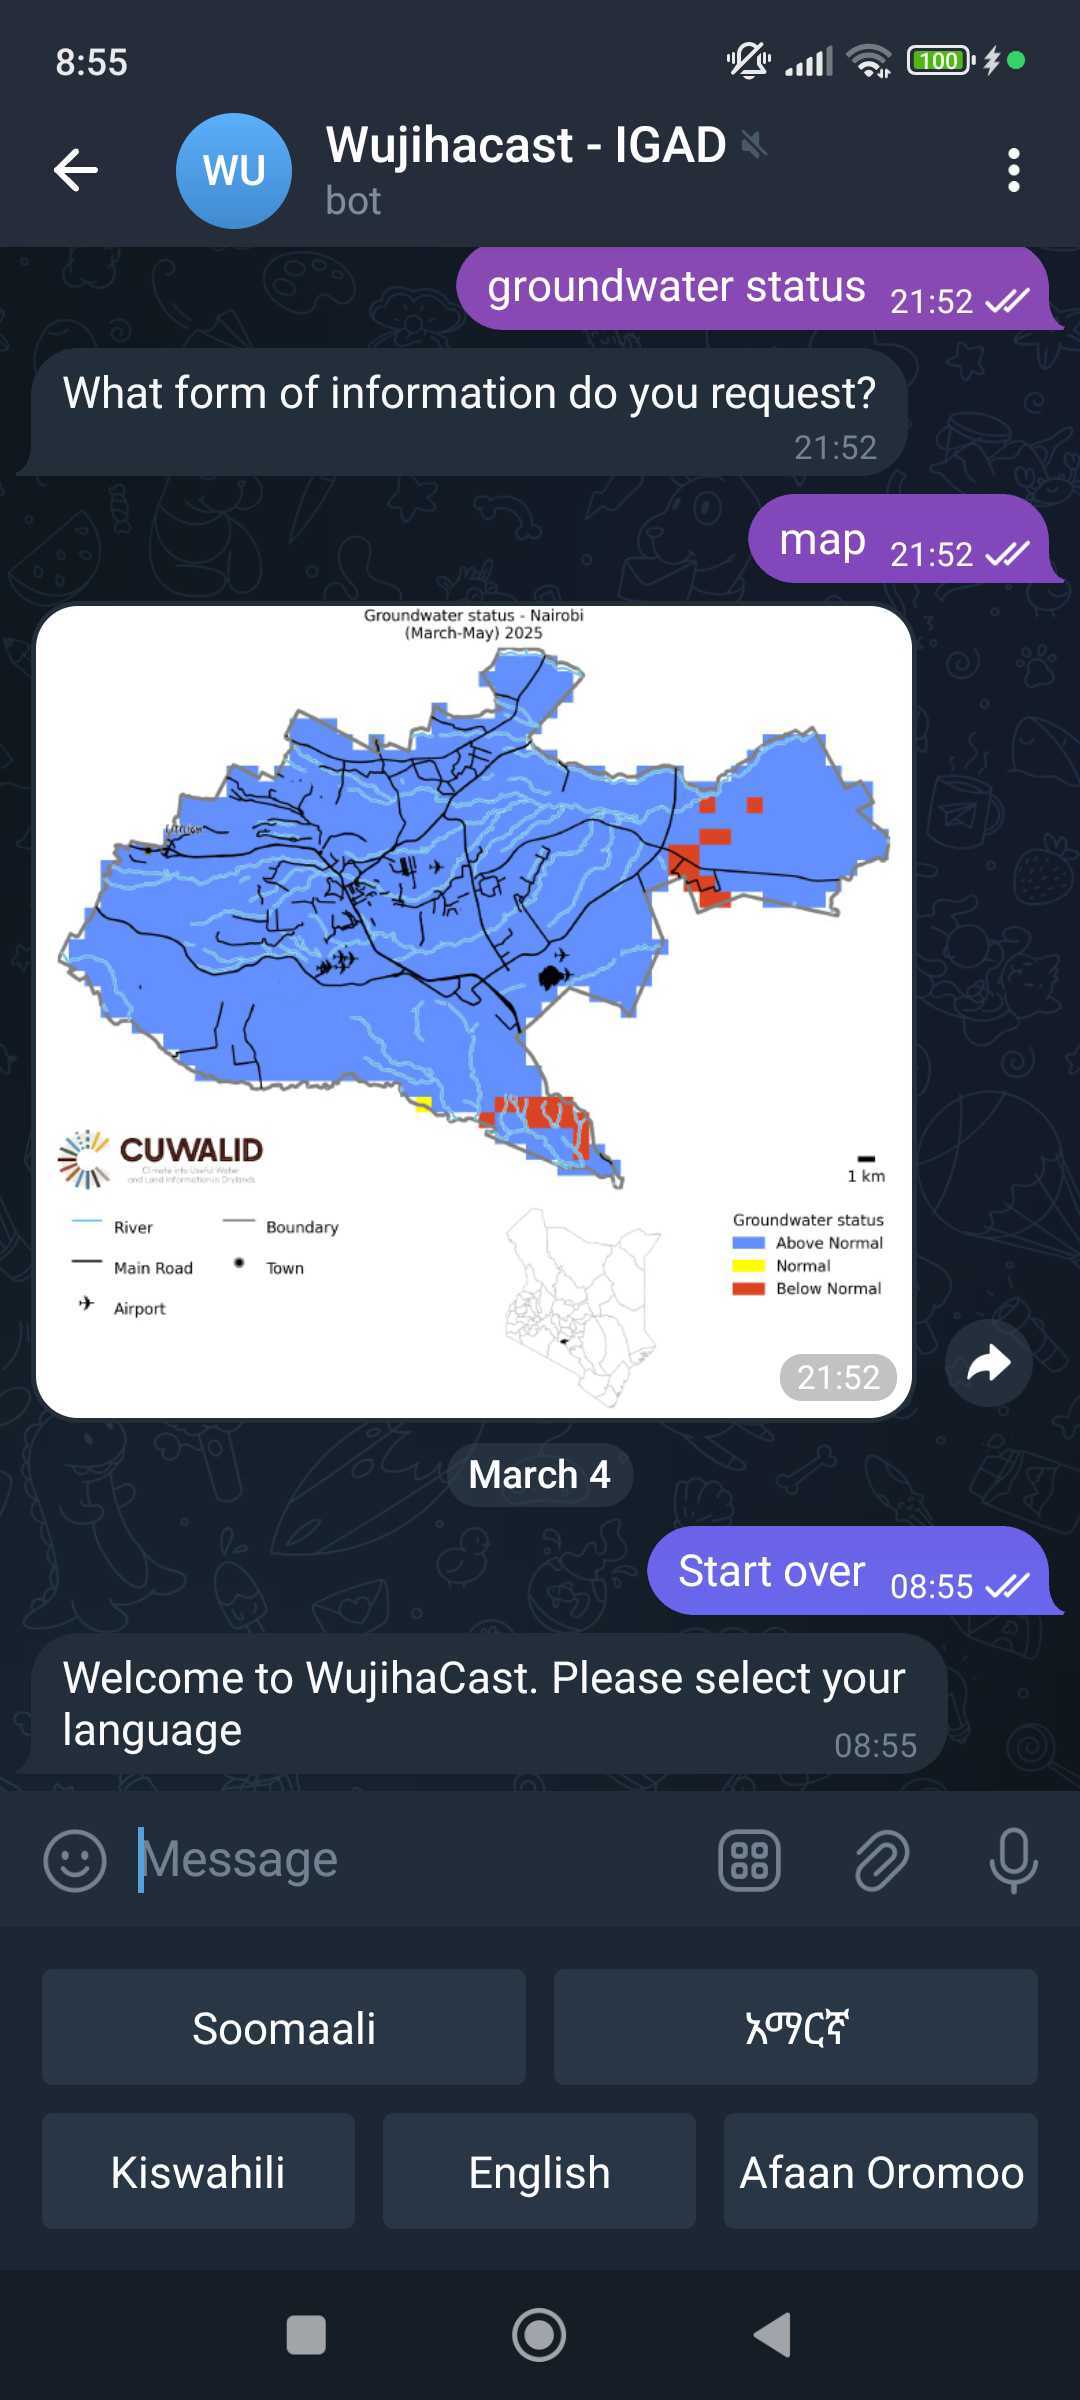 8:55
100
WU
Wujihacast - IGAD
bot
groundwater status 21:52
What form of information do you request?
21:52
map 21:52
Groundwater status - Nairobi
(March-May) 2025
CUWALID
Climate into Useful Water
and Land Information in Drylands
1 km
River
Boundary
Main Road
Town
Airport
Groundwater status
Above Normal
Normal
Below Normal
21:52
March 4
Start over 08:55
Welcome to WujihaCast. Please select your
language
08:55
Message
Soomaali
አማርኛ
Kiswahili
English
Afaan Oromoo